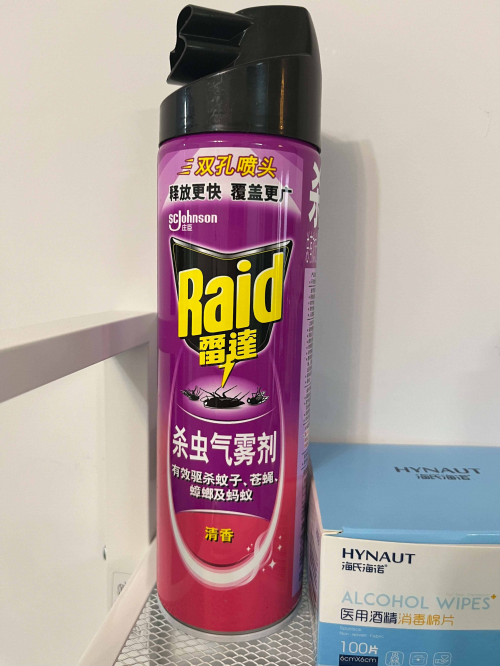 双孔喷头
释放更快 覆盖更广
SCJohnson
庄臣
Raid
雷達
杀虫气雾剂
有效驱杀蚊子、苍蝇、
蟑螂及蚂蚁
清香
HYNAUT
海氏海诺
HYNAUT
海氏海诺
ALCOHOL WIPES+
医用酒精消毒棉片
100片
6cmX6cm